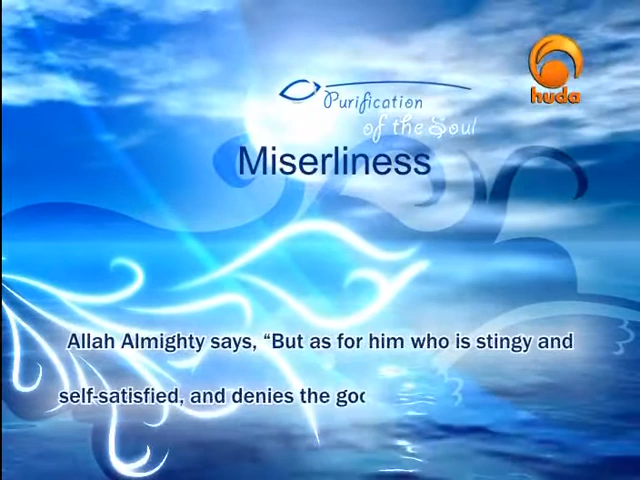 huda
Purification
of the Soul
Miserliness
Allah Almighty says, “But as for him who is stingy and
self-satisfied, and denies the